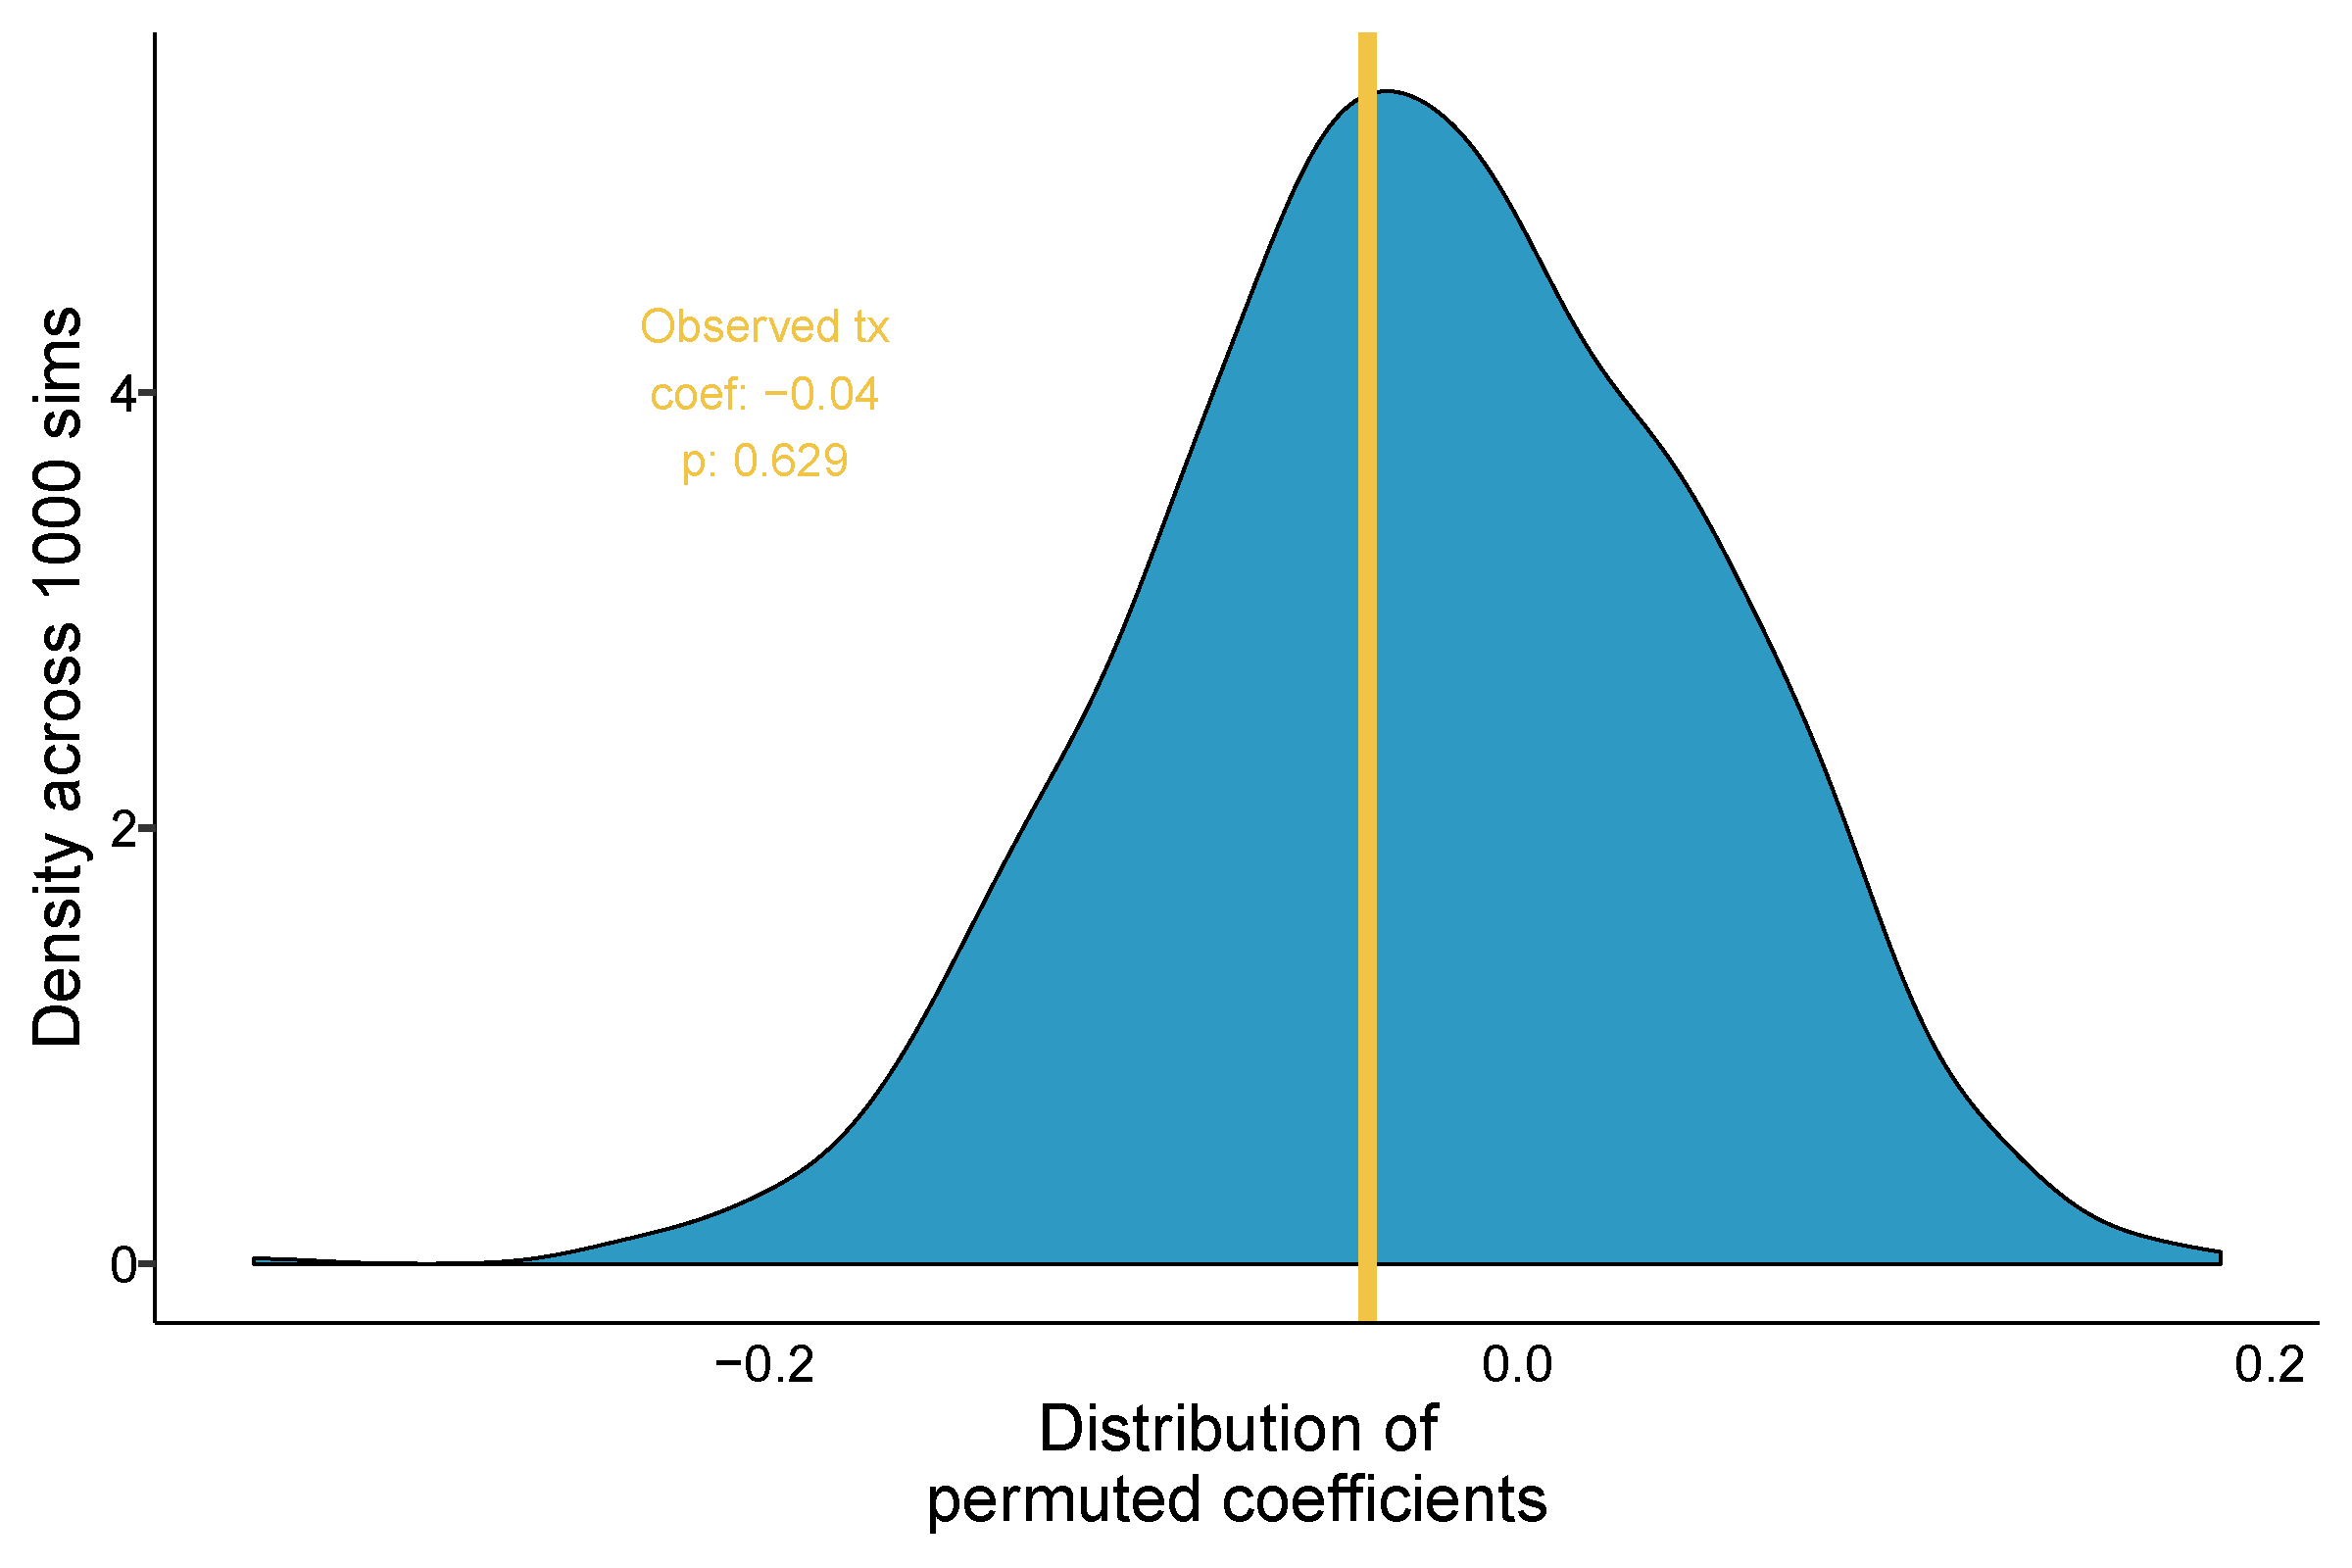 Observed tx
coef: −0.04
p: 0.629
Density across 1000 sims
4
2
0
−0.2
0.0
0.2
Distribution of
permuted coefficients